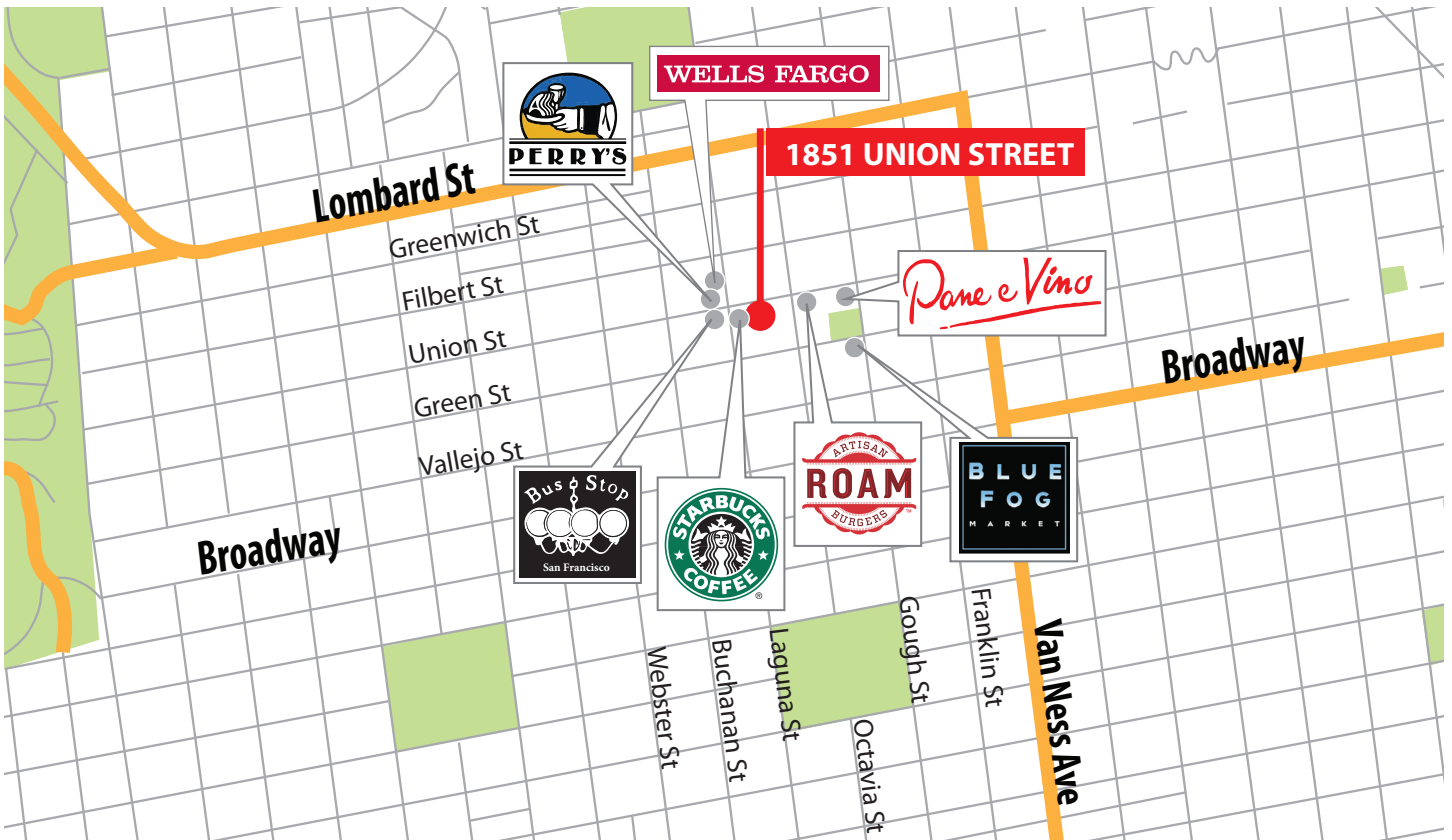 WELLS FARGO
PERRY'S
1851 UNION STREET
Lombard St
Greenwich St
Filbert St
Union St
Green St
Vallejo St
Broadway
Pane e Vino
Broadway
Bus Stop
San Francisco
STARBUCKS
COFFEE
®
ARTISAN
ROAM
BURGERS
™
BLUE
FOG
MARKET
Webster St
Buchanan St
Laguna St
Octavia St
Gough St
Franklin St
Van Ness Ave